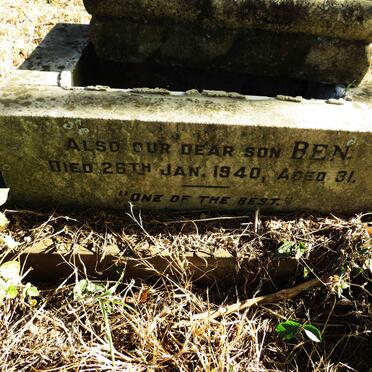 ALSO OUR DEAR SON BEN.
DIED 26TH JAN. 1940, AGED 31.
"ONE OF THE BEST."